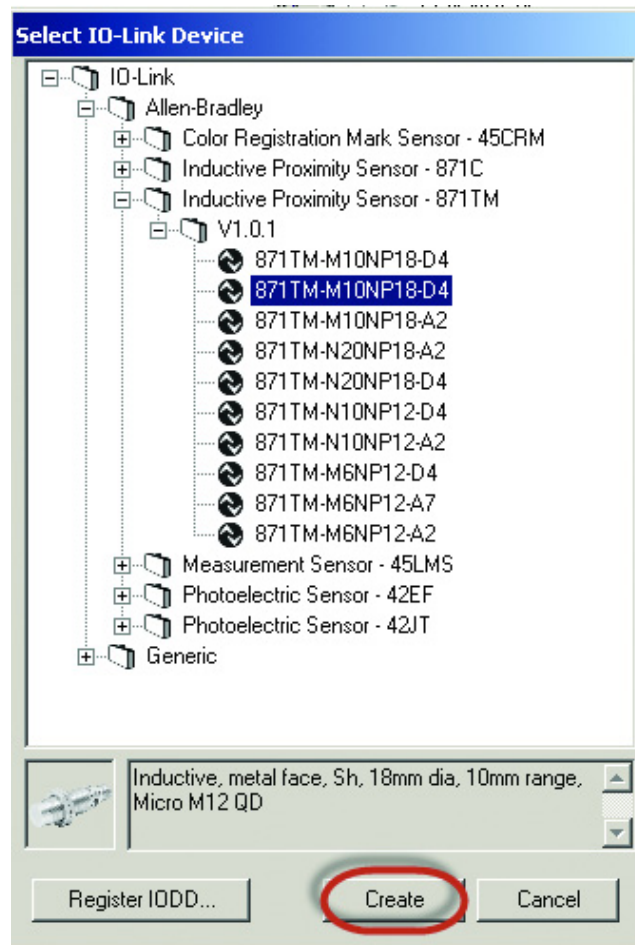 Select IO-Link Device
IO-Link
Allen-Bradley
Color Registration Mark Sensor - 45CRM
Inductive Proximity Sensor - 871C
Inductive Proximity Sensor - 871TM
V1.0.1
871TM-M10NP18-D4
871TM-M10NP18-D4
871TM-M10NP18-A2
871TM-N20NP18-A2
871TM-N20NP18-D4
871TM-N10NP12-D4
871TM-N10NP12-A2
871TM-M6NP12-D4
871TM-M6NP12-A7
871TM-M6NP12-A2
Measurement Sensor - 45LMS
Photoelectric Sensor - 42EF
Photoelectric Sensor - 42JT
Generic
Inductive, metal face, Sh, 18mm dia, 10mm range,
Micro M12 QD
Register IODD... Create Cancel